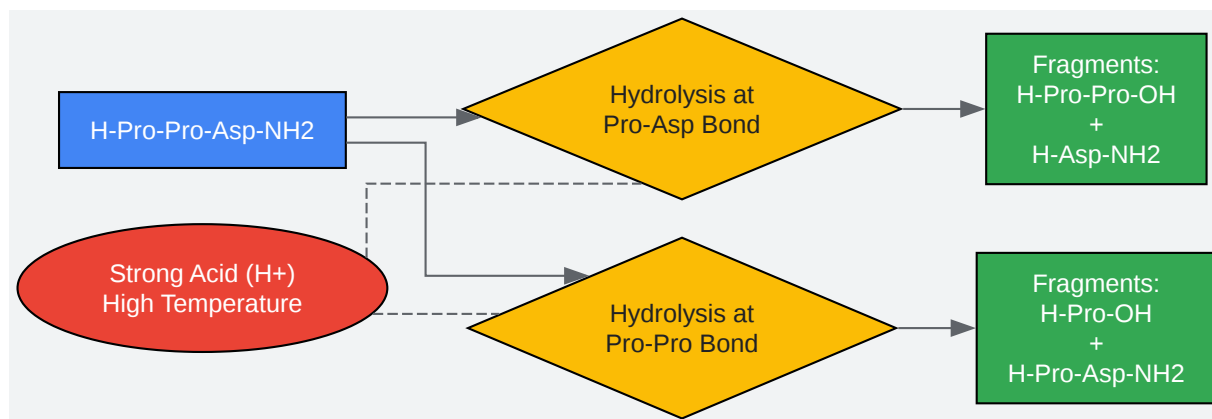 H-Pro-Pro-Asp-NH2
Strong Acid (H+)
High Temperature
Hydrolysis at
Pro-Asp Bond
Hydrolysis at
Pro-Pro Bond
Fragments:
H-Pro-Pro-OH
+
H-Asp-NH2
Fragments:
H-Pro-OH
+
H-Pro-Asp-NH2